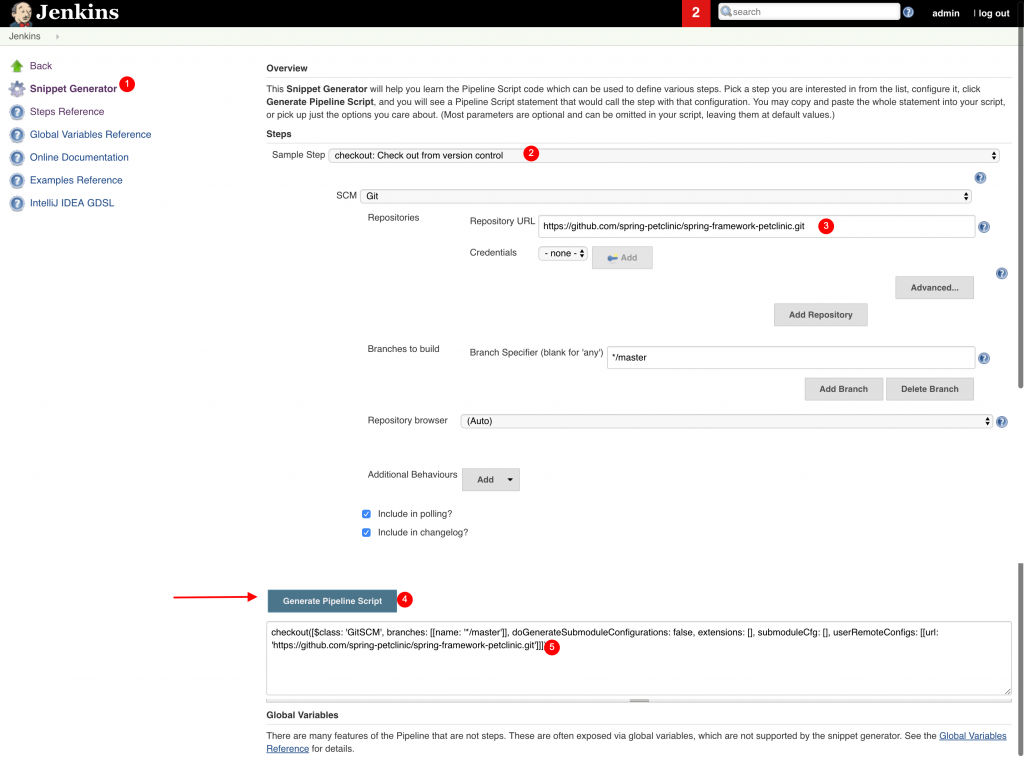 Jenkins
2
search
admin
| log out
Jenkins
Back
Snippet Generator
1
Steps Reference
Global Variables Reference
Online Documentation
Examples Reference
IntelliJ IDEA GDSL
Overview
This Snippet Generator will help you learn the Pipeline Script code which can be used to define various steps. Pick a step you are interested in from the list, configure it, click
Generate Pipeline Script, and you will see a Pipeline Script statement that would call the step with that configuration. You may copy and paste the whole statement into your script,
or pick up just the options you care about. (Most parameters are optional and can be omitted in your script, leaving them at default values.)
Steps
Sample Step
checkout: Check out from version control
2
SCM
Git
Repositories
Repository URL
https://github.com/spring-petclinic/spring-framework-petclinic.git
3
Credentials
- none -
Add
Advanced...
Add Repository
Branches to build
Branch Specifier (blank for 'any')
*/master
Add Branch
Delete Branch
Repository browser
(Auto)
Additional Behaviours
Add
Include in polling?
Include in changelog?
Generate Pipeline Script
4
checkout([$class: 'GitSCM', branches: [[name: '*/master']], doGenerateSubmoduleConfigurations: false, extensions: [], submoduleCfg: [], userRemoteConfigs: [[url:
'https://github.com/spring-petclinic/spring-framework-petclinic.git']]])
5
Global Variables
There are many features of the Pipeline that are not steps. These are often exposed via global variables, which are not supported by the snippet generator. See the Global Variables
Reference for details.